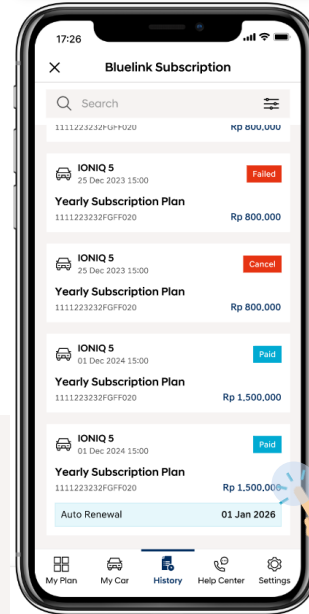 17:26
Bluelink Subscription
Search
1111223232FGFF020 Rp 800,000
IONIQ 5
25 Dec 2023 15:00 Failed
Yearly Subscription Plan
1111223232FGFF020 Rp 800,000
IONIQ 5
25 Dec 2023 15:00 Cancel
Yearly Subscription Plan
1111223232FGFF020 Rp 800,000
IONIQ 5
01 Dec 2024 15:00 Paid
Yearly Subscription Plan
1111223232FGFF020 Rp 1,500,000
IONIQ 5
01 Dec 2024 15:00 Paid
Yearly Subscription Plan
1111223232FGFF020 Rp 1,500,000
Auto Renewal 01 Jan 2026
My Plan My Car History Help Center Settings